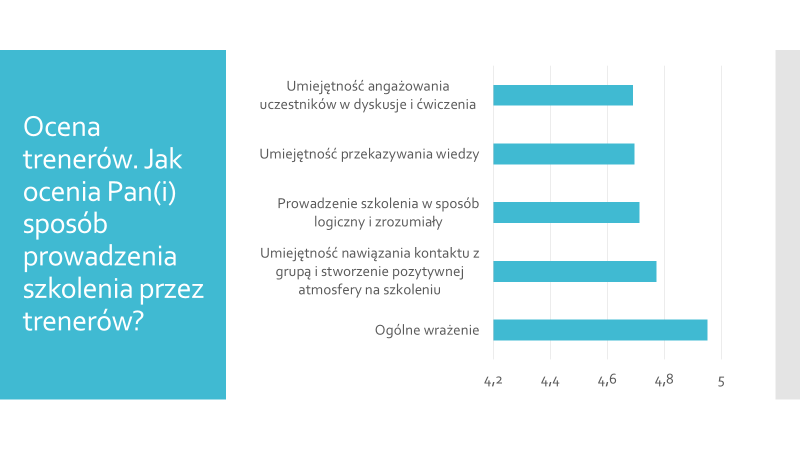 Ocena
trenerów. Jak
ocenia Pan(i)
sposób
prowadzenia
szkolenia przez
trenerów?
Umiejętność angażowania
uczestników w dyskusje i ćwiczenia
Umiejętność przekazywania wiedzy
Prowadzenie szkolenia w sposób
logiczny i zrozumiały
Umiejętność nawiązania kontaktu z
grupą i stworzenie pozytywnej
atmosfery na szkoleniu
Ogólne wrażenie
4,2 4,4 4,6 4,8 5